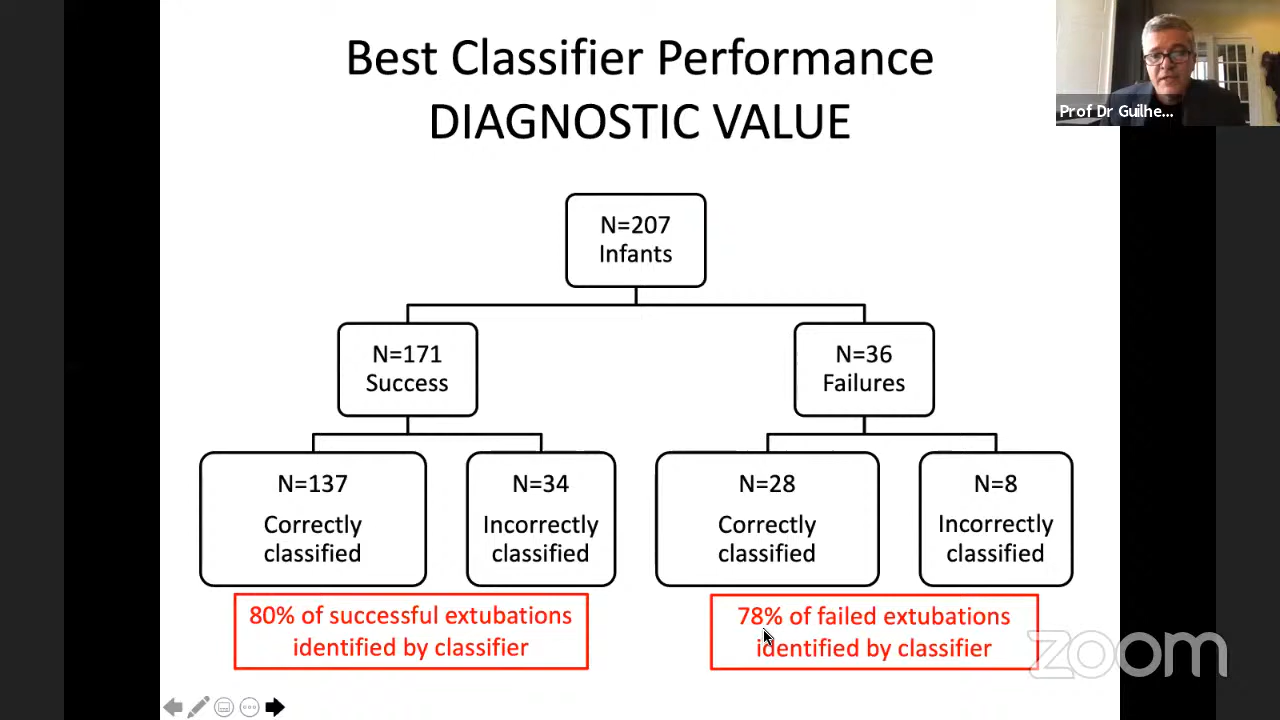 Best Classifier Performance
DIAGNOSTIC VALUE
Prof Dr Guilhe...
N=207
Infants
N=171
Success
N=36
Failures
N=137
Correctly
classified
N=34
Incorrectly
classified
N=28
Correctly
classified
N=8
Incorrectly
classified
80% of successful extubations
identified by classifier
78% of failed extubations
identified by classifier
zoom